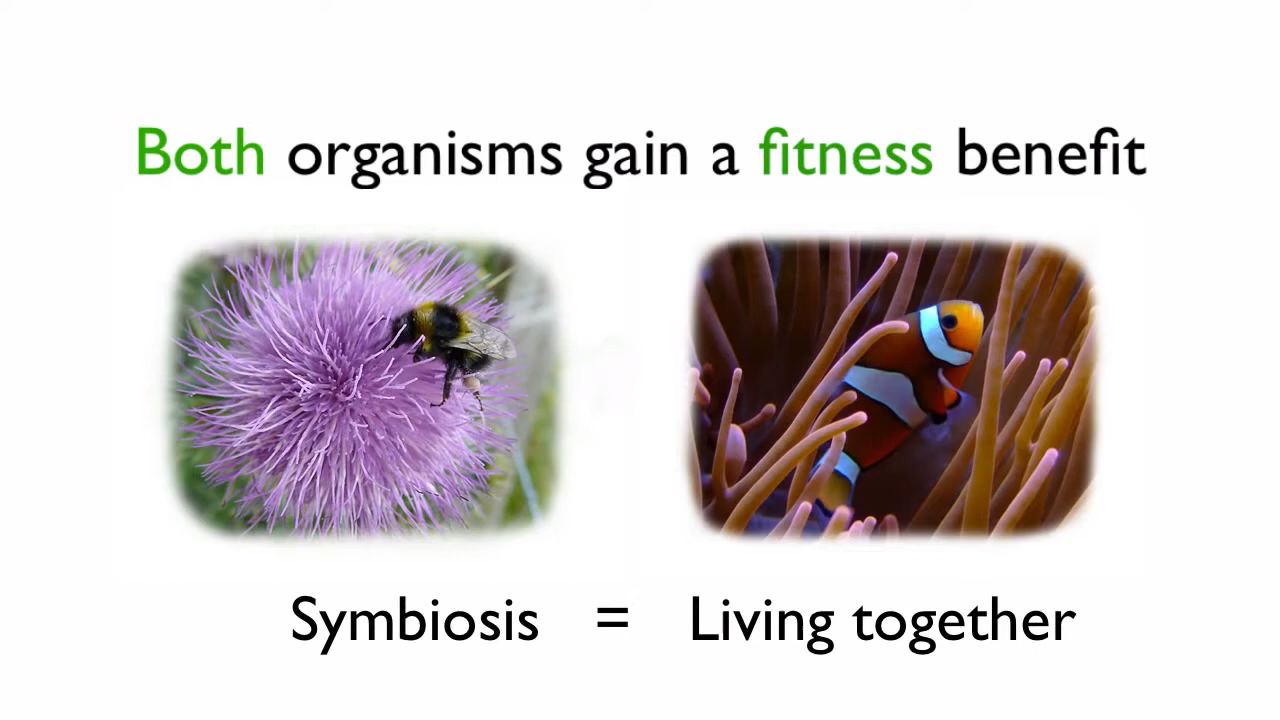 Both organisms gain a fitness benefit
Symbiosis = Living together